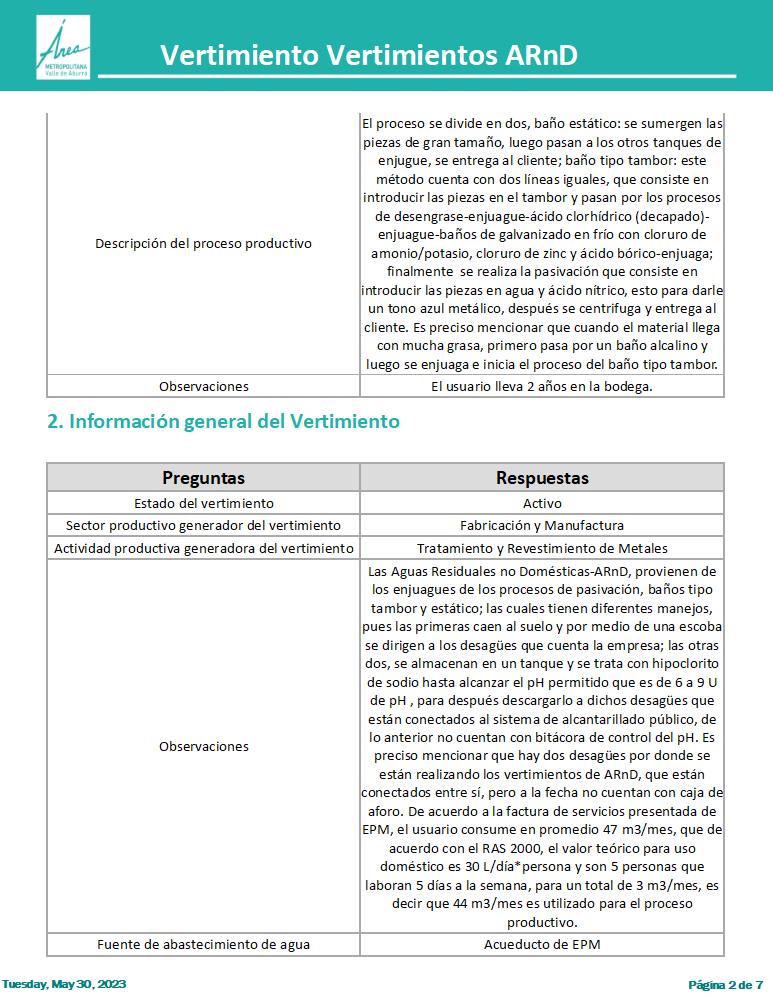 Área
METROPOLITANA
Valle de Aburrá
Vertimiento Vertimientos ARnD
El proceso se divide en dos, baño estático: se sumergen las
piezas de gran tamaño, luego pasan a los otros tanques de
enjugue, se entrega al cliente; baño tipo tambor: este
método cuenta con dos líneas iguales, que consiste en
introducir las piezas en el tambor y pasan por los procesos
de desengrase-enjuague-ácido clorhídrico (decapado)-
enjuague-baños de galvanizado en frío con cloruro de
amonio/potasio, cloruro de zinc y ácido bórico-enjuaga;
finalmente se realiza la pasivación que consiste en
introducir las piezas en agua y ácido nítrico, esto para darle
un tono azul metálico, después se centrifuga y entrega al
cliente. Es preciso mencionar que cuando el material llega
con mucha grasa, primero pasa por un baño alcalino y
luego se enjuaga e inicia el proceso del baño tipo tambor.
Descripción del proceso productivo
Observaciones
El usuario lleva 2 años en la bodega.
2. Información general del Vertimiento
Preguntas
Respuestas
Estado del vertimiento
Activo
Sector productivo generador del vertimiento
Fabricación y Manufactura
Actividad productiva generadora del vertimiento
Tratamiento y Revestimiento de Metales
Observaciones
Las Aguas Residuales no Domésticas-ARnD, provienen de
los enjuagues de los procesos de pasivación, baños tipo
tambor y estático; las cuales tienen diferentes manejos,
pues las primeras caen al suelo y por medio de una escoba
se dirigen a los desagües que cuenta la empresa; las otras
dos, se almacenan en un tanque y se trata con hipoclorito
de sodio hasta alcanzar el pH permitido que es de 6 a 9 U
de pH , para después descargarlo a dichos desagües que
están conectados al sistema de alcantarillado público, de
lo anterior no cuentan con bitácora de control del pH. Es
preciso mencionar que hay dos desagües por donde se
están realizando los vertimientos de ARnD, que están
conectados entre sí, pero a la fecha no cuentan con caja de
aforo. De acuerdo a la factura de servicios presentada de
EPM, el usuario consume en promedio 47 m3/mes, que de
acuerdo con el RAS 2000, el valor teórico para uso
doméstico es 30 L/día*persona y son 5 personas que
laboran 5 días a la semana, para un total de 3 m3/mes, es
decir que 44 m3/mes es utilizado para el proceso
productivo.
Fuente de abastecimiento de agua
Acueducto de EPM
Tuesday, May 30, 2023
Página 2 de 7